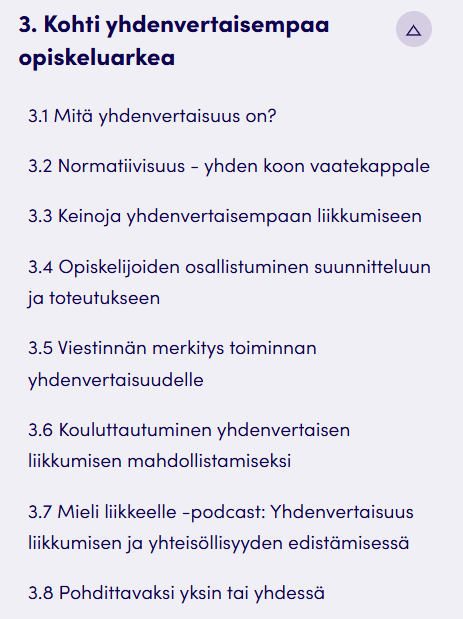 3. Kohti yhdenvertaisempaa
opiskeluarkea
3.1 Mitä yhdenvertaisuus on?
3.2 Normatiivisuus - yhden koon vaatekappale
3.3 Keinoja yhdenvertaisempaan liikkumiseen
3.4 Opiskelijoiden osallistuminen suunnitteluun
ja toteutukseen
3.5 Viestinnän merkitys toiminnan
yhdenvertaisuudelle
3.6 Kouluttautuminen yhdenvertaisen
liikkumisen mahdollistamiseksi
3.7 Mieli liikkeelle -podcast: Yhdenvertaisuus
liikkumisen ja yhteisöllisyyden edistämisessä
3.8 Pohdittavaksi yksin tai yhdessä